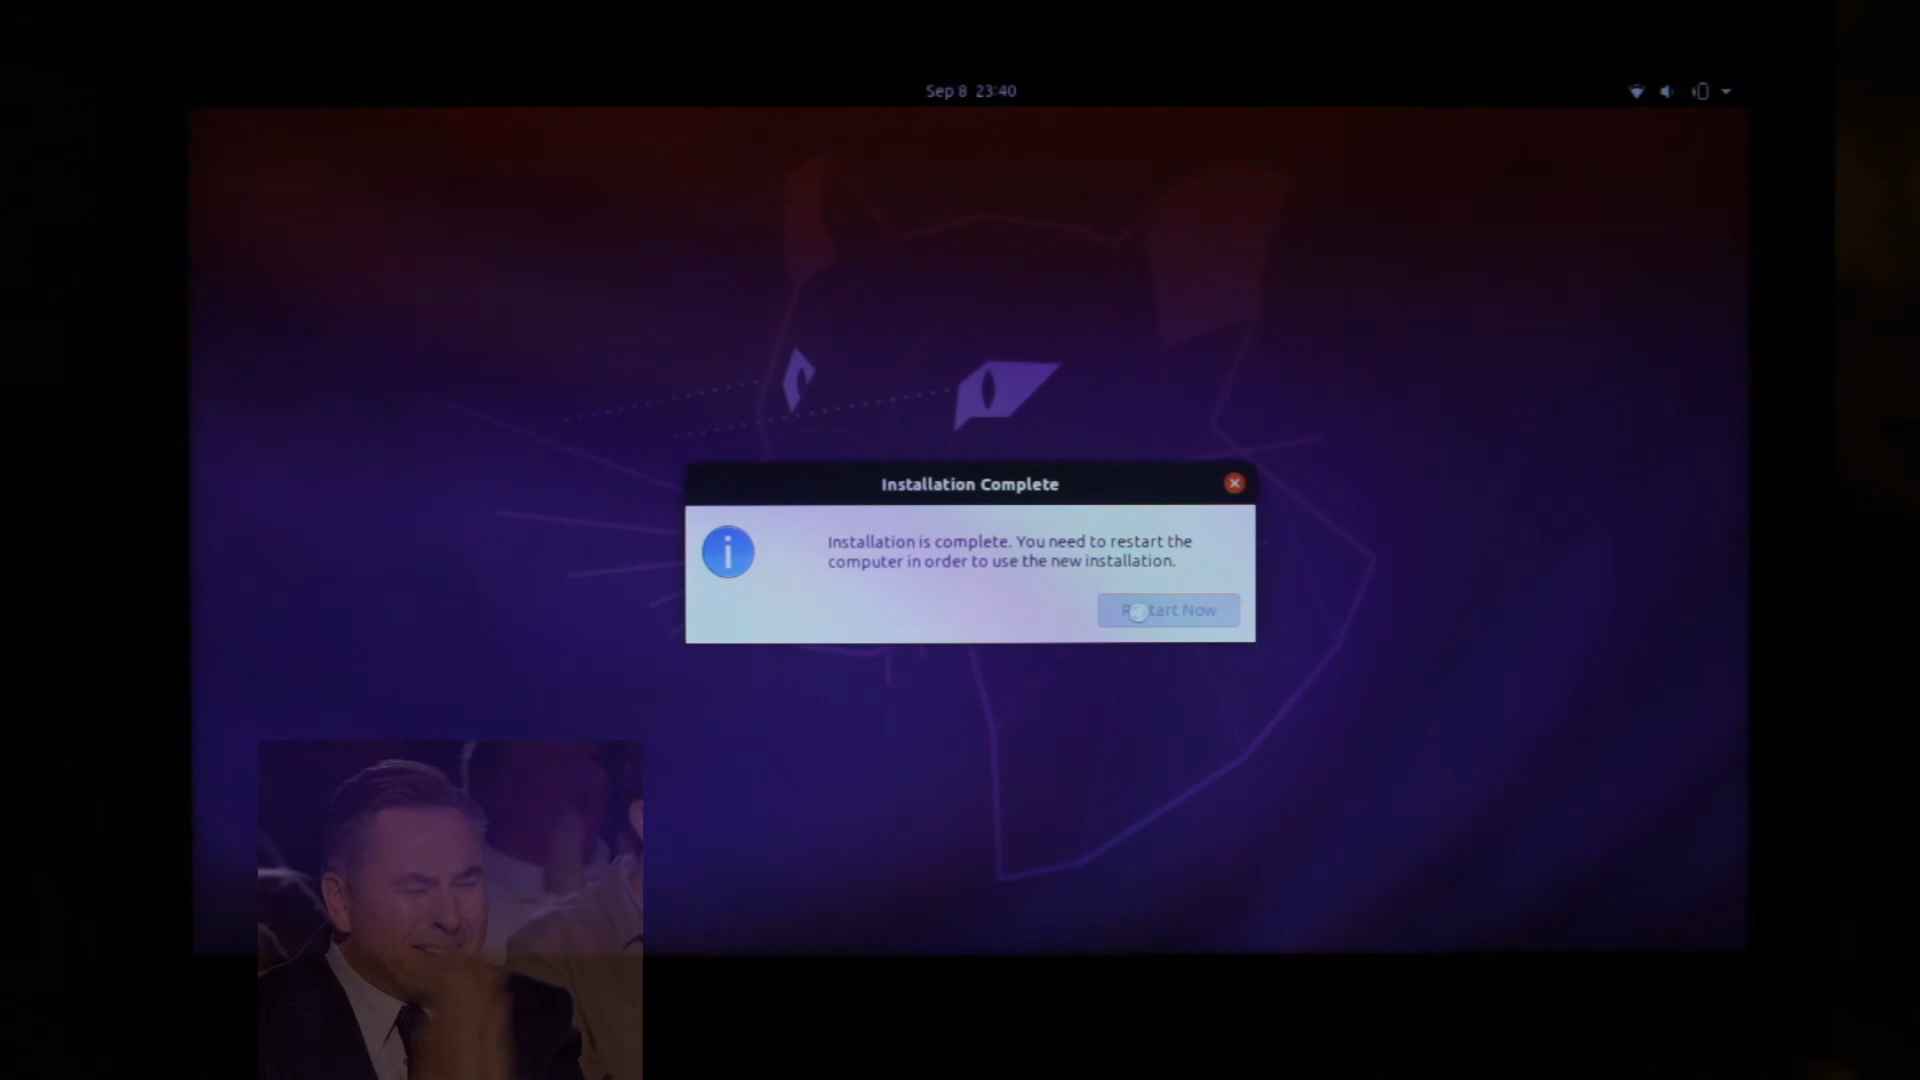 Sep 8 23:40
Installation Complete
Installation is complete. You need to restart the
computer in order to use the new installation.
Restart Now